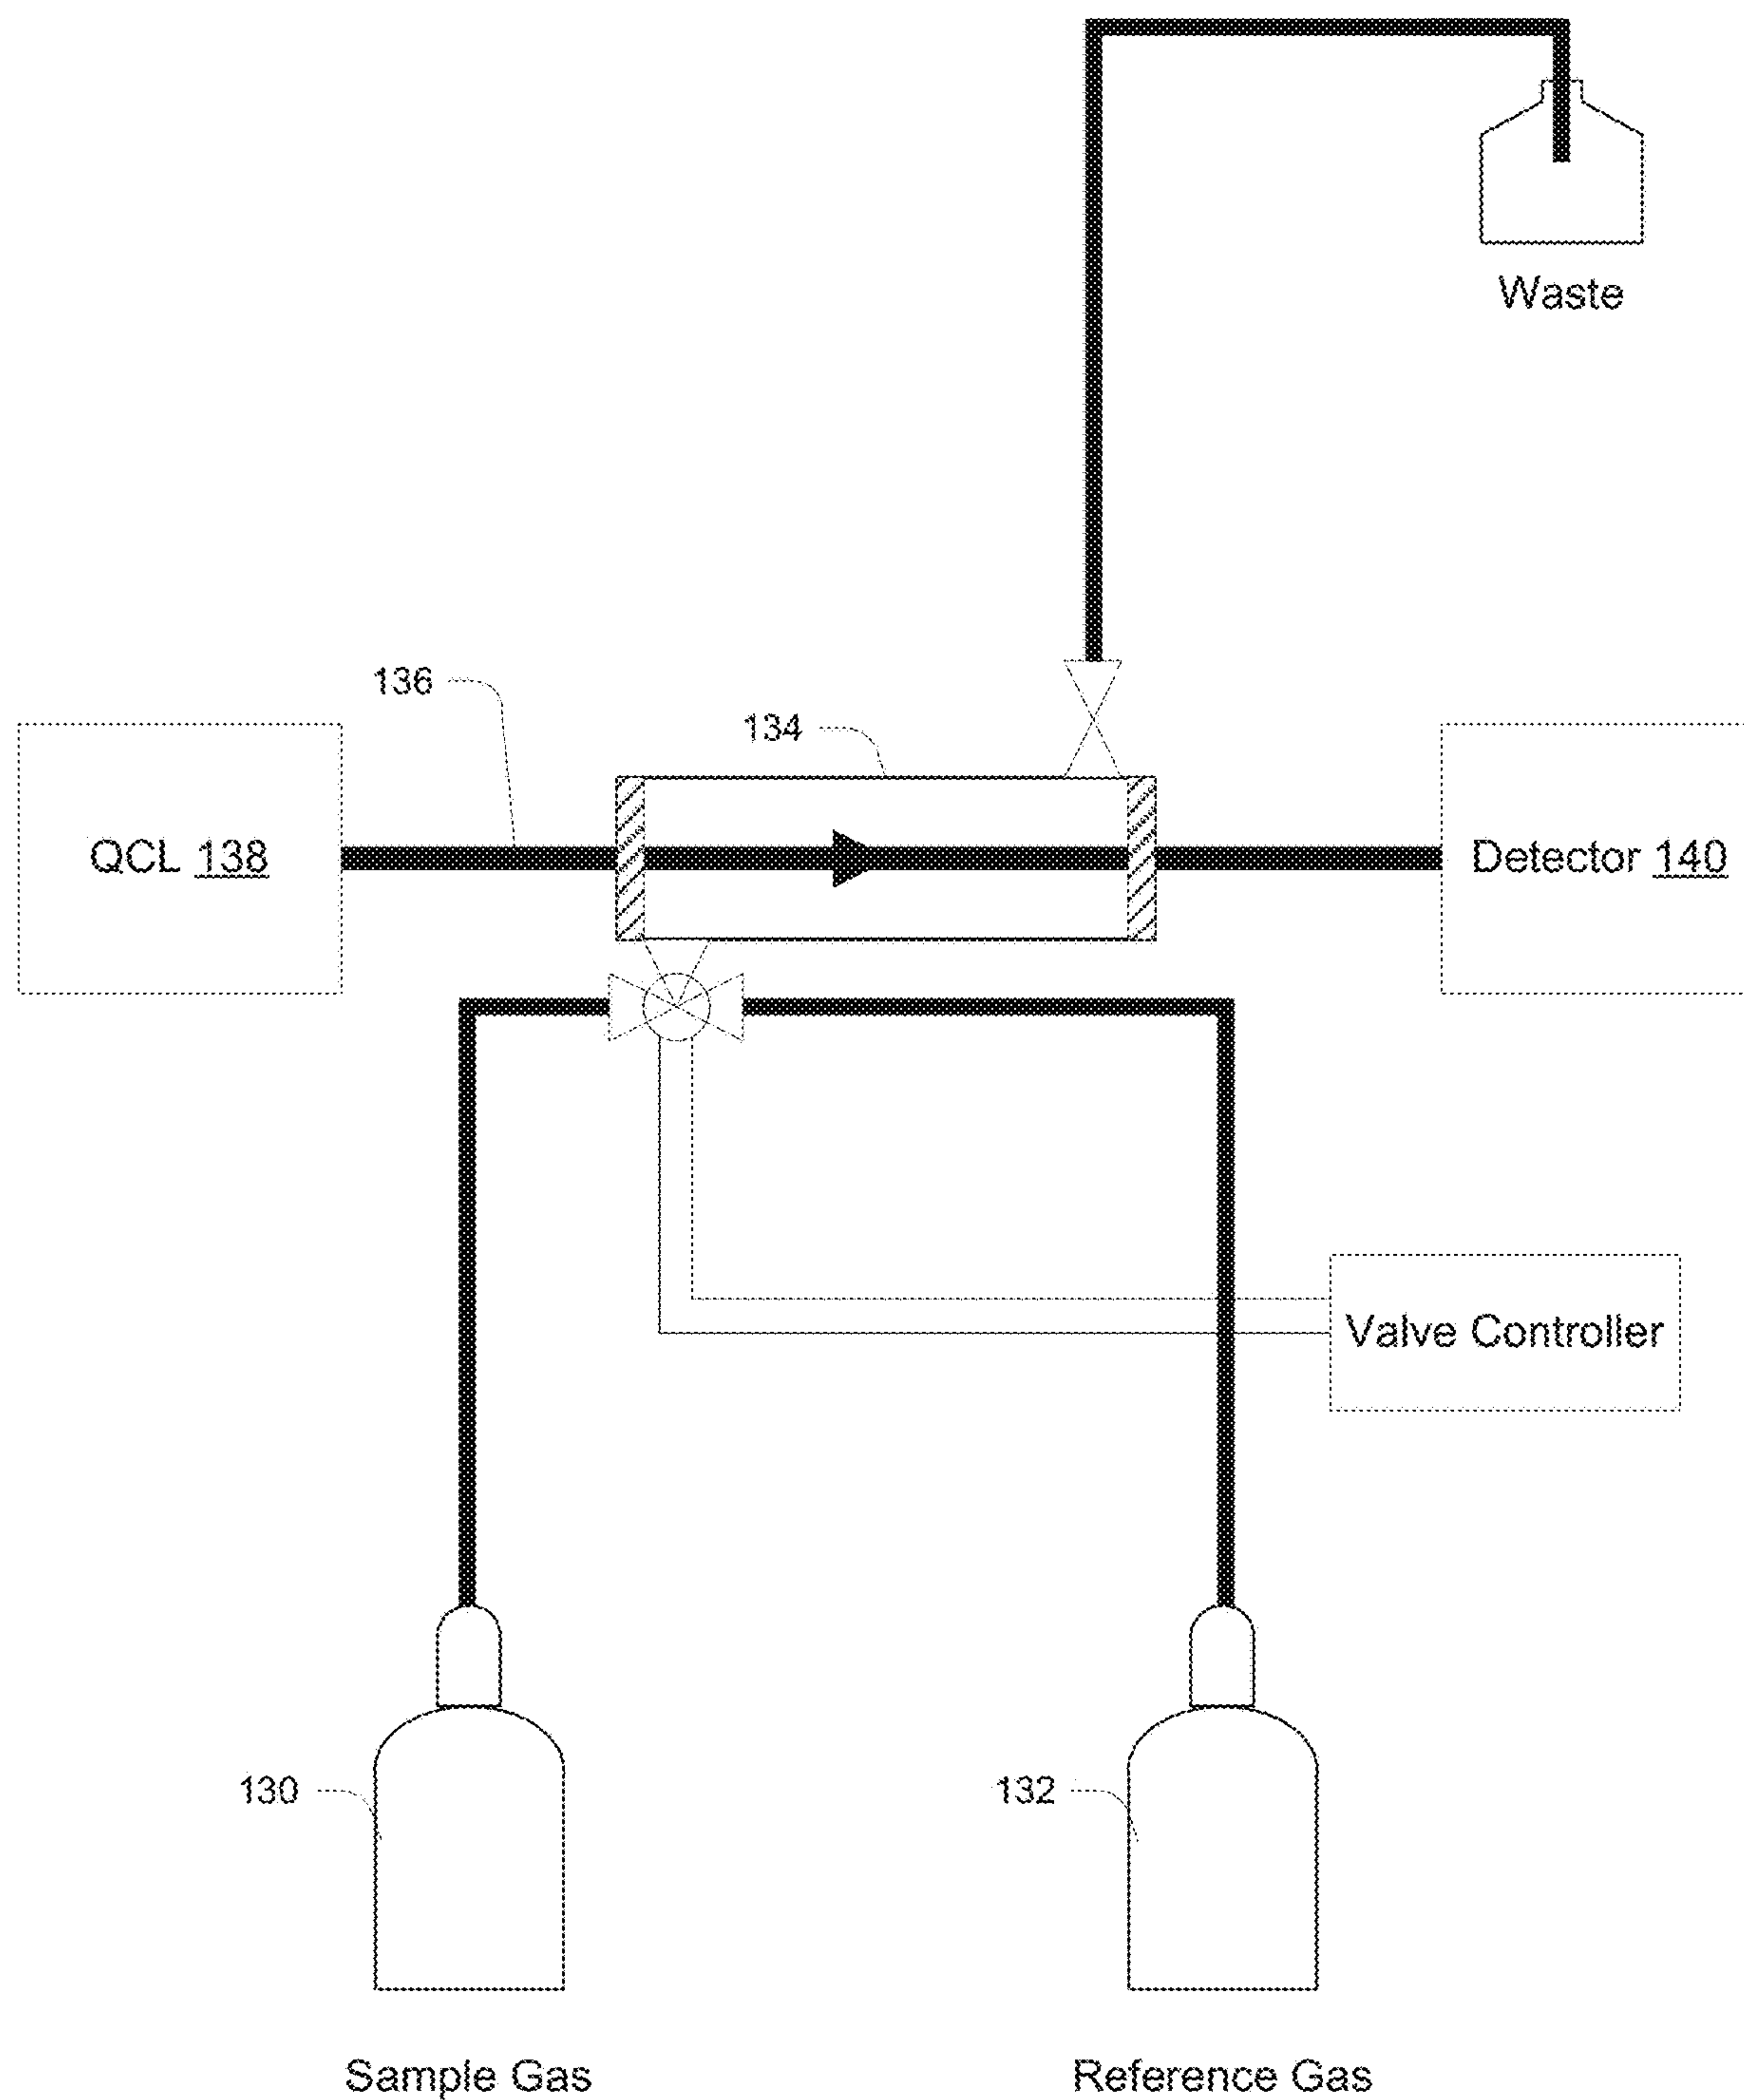 Waste
136
134
QCL 138
Detector 140
Valve Controller
130
132
Sample Gas
Reference Gas